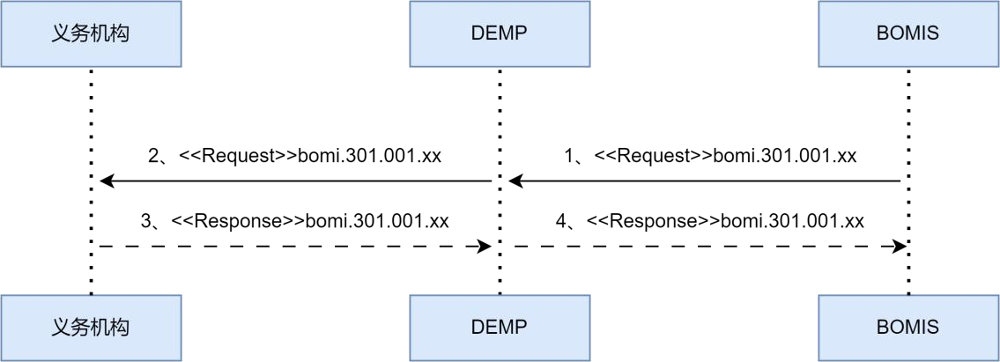 义务机构
DEMP
BOMIS
2、<<Request>>bomi.301.001.xx
1、<<Request>>bomi.301.001.xx
3、<<Response>>bomi.301.001.xx
4、<<Response>>bomi.301.001.xx
义务机构
DEMP
BOMIS